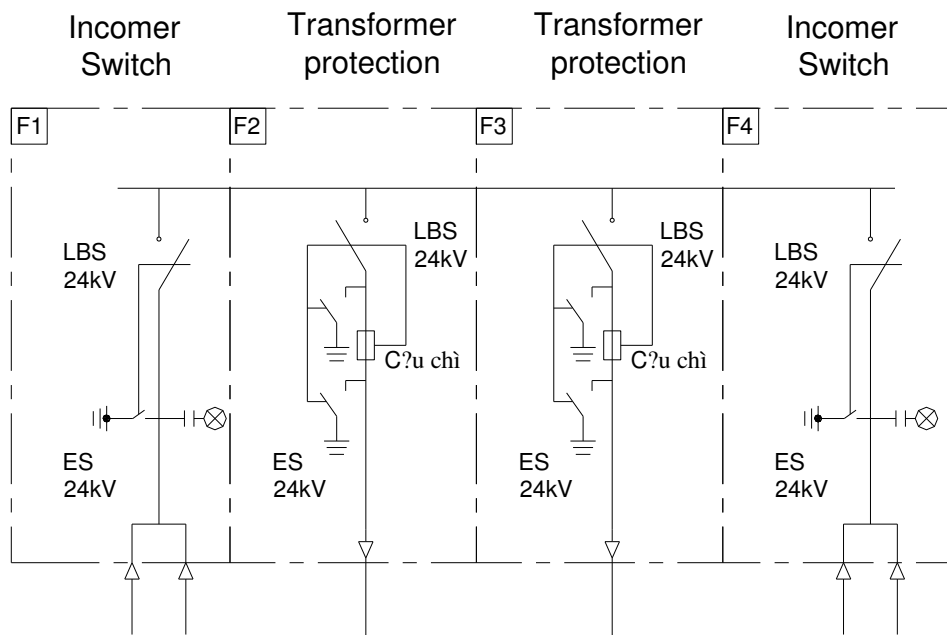 Incomer
Switch
Transformer
protection
Transformer
protection
Incomer
Switch
F1
F2
F3
F4
LBS
24kV
LBS
24kV
LBS
24kV
LBS
24kV
C?u chì
C?u chì
ES
24kV
ES
24kV
ES
24kV
ES
24kV